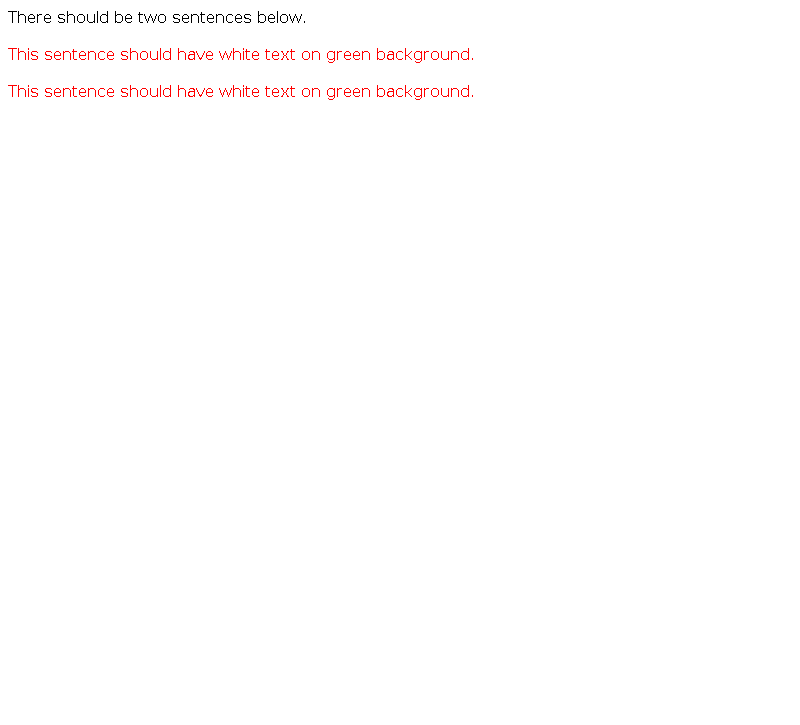 There should be two sentences below.
This sentence should have white text on green background.
This sentence should have white text on green background.